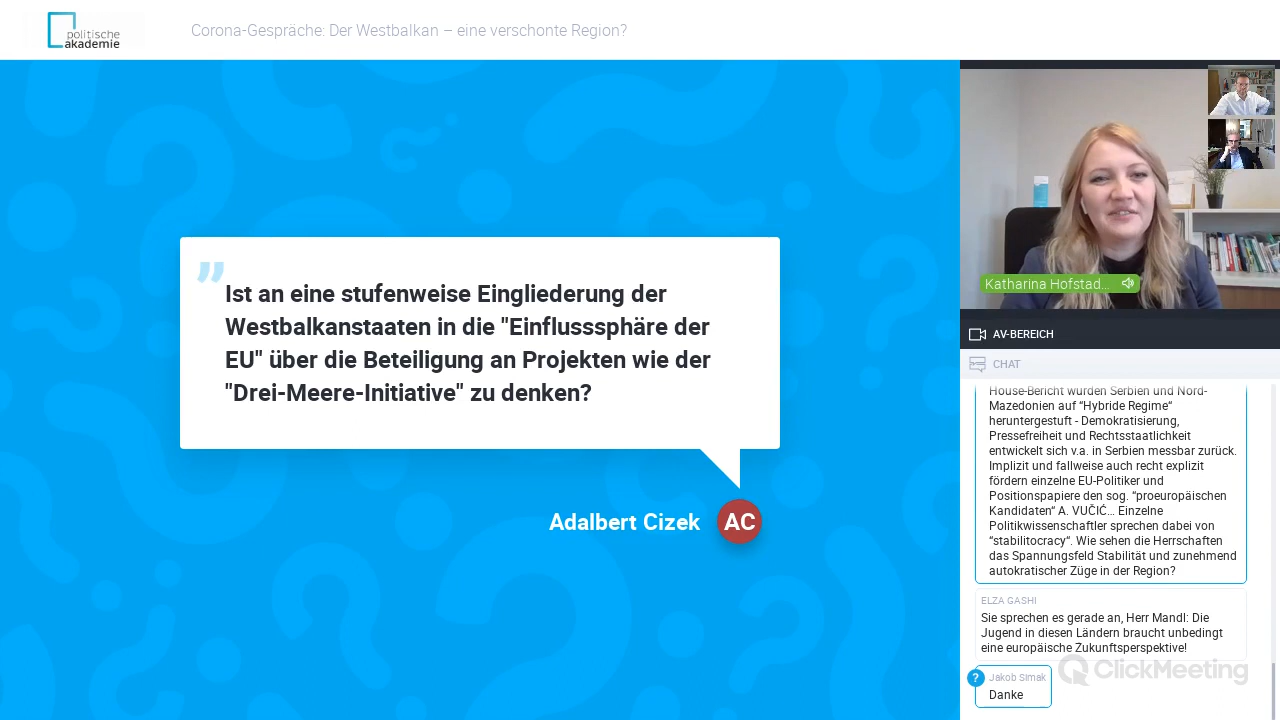 politische
akademie
Corona-Gespräche: Der Westbalkan – eine verschonte Region?
"
Ist an eine stufenweise Eingliederung der
Westbalkanstaaten in die "Einflusssphäre der
EU" über die Beteiligung an Projekten wie der
"Drei-Meere-Initiative" zu denken?
Adalbert Cizek
AC
Katharina Hofstad...
AV-BEREICH
CHAT
House-Bericht wurden Serbien und Nord-
Mazedonien auf “Hybride Regime“
heruntergestuft - Demokratisierung,
Pressefreiheit und Rechtsstaatlichkeit
entwickelt sich v.a. in Serbien messbar zurück.
Implizit und fallweise auch recht explizit
fördern einzelne EU-Politiker und
Positionspapiere den sog. “proeuropäischen
Kandidaten“ A. VUČIĆ... Einzelne
Politikwissenschaftler sprechen dabei von
“stabilitocracy“. Wie sehen die Herrschaften
das Spannungsfeld Stabilität und zunehmend
autokratischer Züge in der Region?
ELZA GASHI
Sie sprechen es gerade an, Herr Mandl: Die
Jugend in diesen Ländern braucht unbedingt
eine europäische Zukunftsperspektive!
ClickMeeting
?
Jakob Simak
Danke